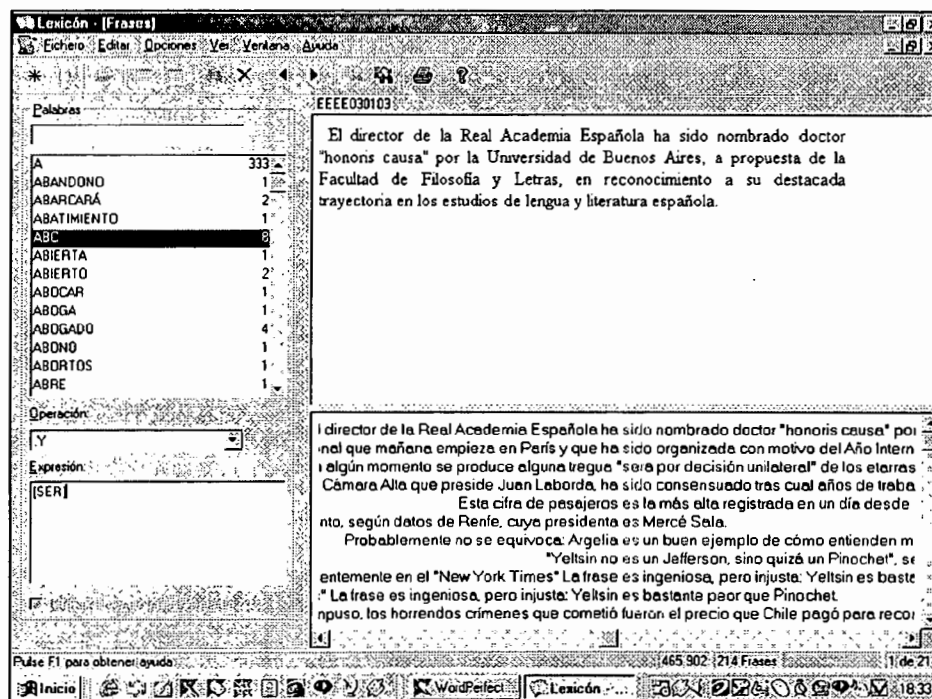 Lexicón - [Frases]
Fichero Editar Opciones Ver Ventana Ayuda
Palabras
A 333
ABANDONO 1
ABARCARÁ 2
ABATIMIENTO 1
ABC 8
ABIERTA 1
ABIERTO 2
ABOCAR 1
ABOGA 1
ABOGADO 4
ABONO 1
ABORTOS 1
ABRE 1
Operación:
.Y
Expresión:
[SER]
EEEE030103
El director de la Real Academia Española ha sido nombrado doctor
"honoris causa" por la Universidad de Buenos Aires, a propuesta de la
Facultad de Filosofía y Letras, en reconocimiento a su destacada
trayectoria en los estudios de lengua y literatura española.
l director de la Real Academia Española ha sido nombrado doctor "honoris causa" por
nal que mañana empieza en París y que ha sido organizada con motivo del Año Intern
algún momento se produce alguna tregua "sera por decisión unilateral" de los etarras
Cámara Alta que preside Juan Laborda, ha sido consensuado tras cual años de traba
Esta cifra de pasajeros es la más alta registrada en un día desde
nto, según datos de Renfe, cuya presidenta es Mercé Sala.
Probablemente no se equivoca: Argelia es un buen ejemplo de cómo entienden m
"Yeltsin no es un Jefferson, sino quizá un Pinochet", se
entemente en el "New York Times" La frase es ingeniosa, pero injusta: Yeltsin es baste
:" La frase es ingeniosa, pero injusta: Yeltsin es bastante peor que Pinochet.
npuso, los horrendos crímenes que cometió fueron el precio que Chile pagó para recor
Pulse F1 para obtener ayuda 465.902 214 Frases 1 de 21
Inicio WordPerfect Lexicón - ... 18:33